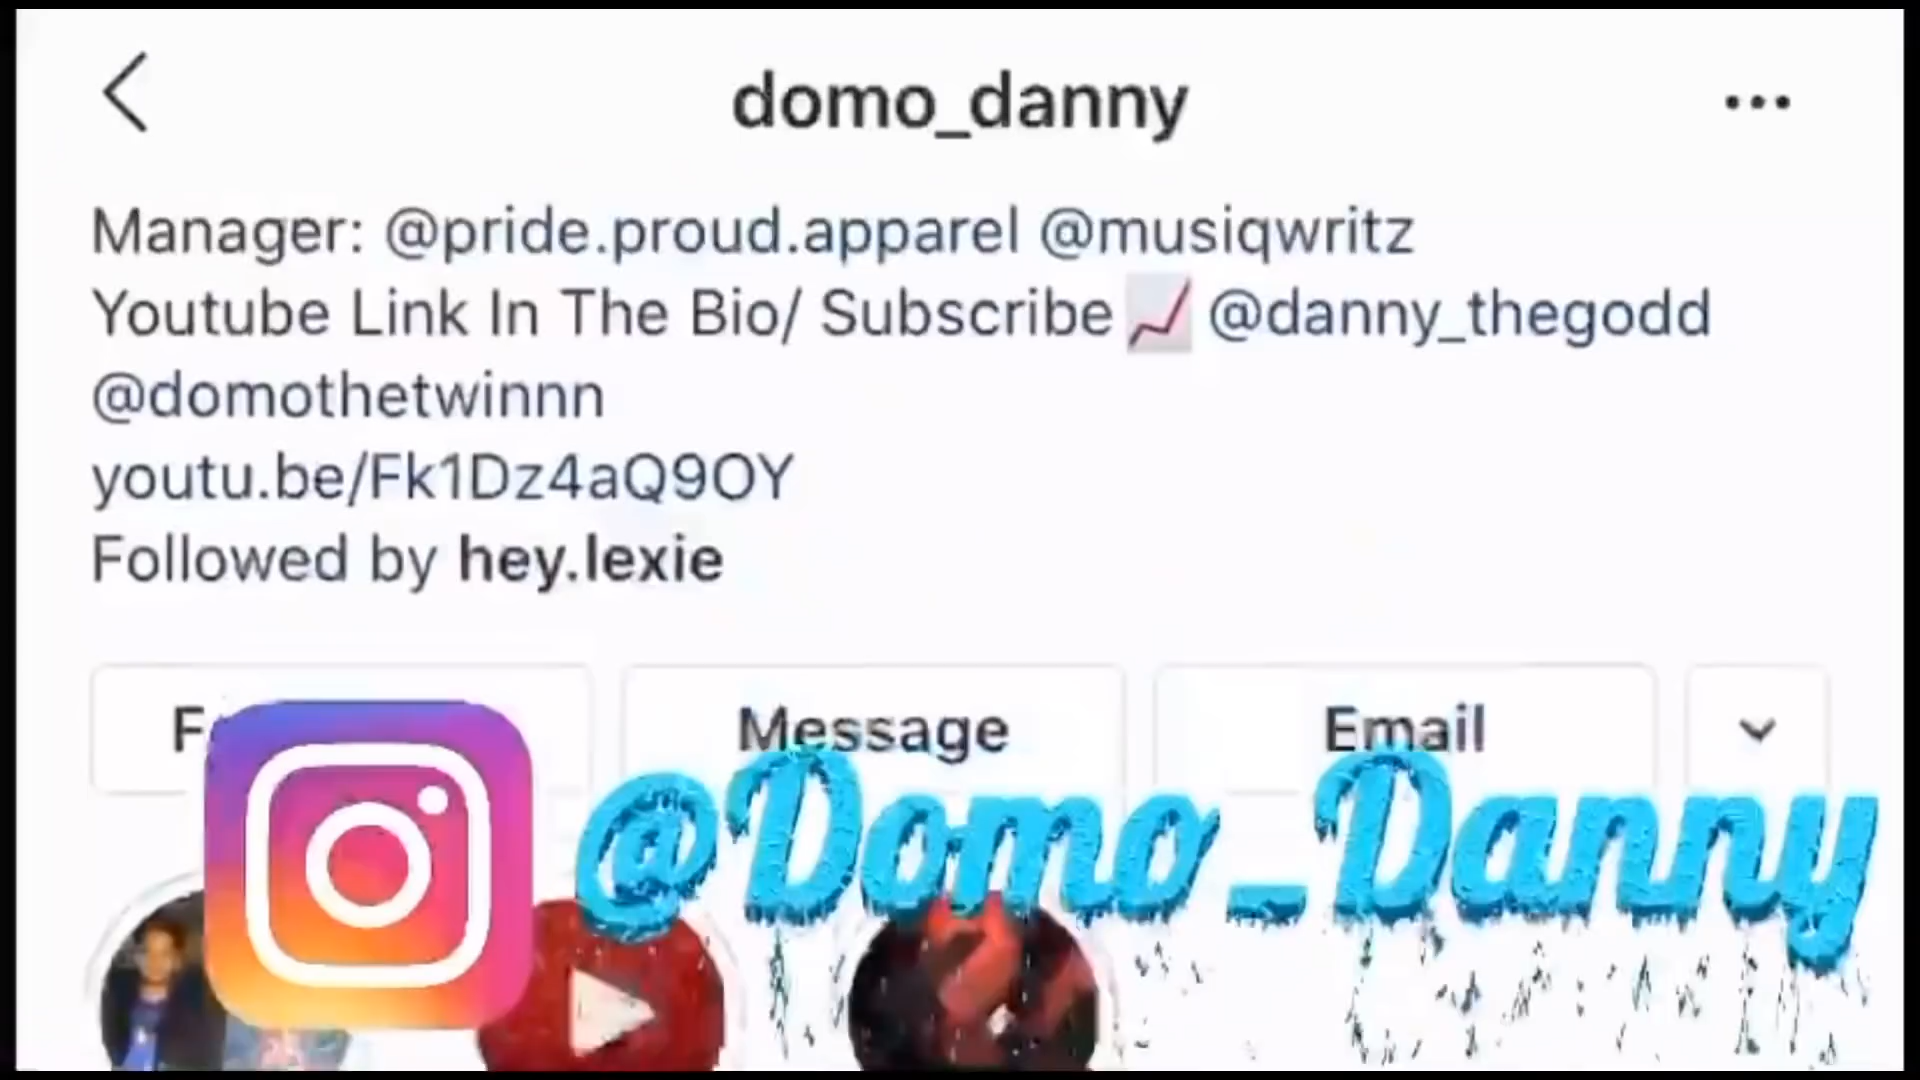 domo_danny
Manager: @pride.proud.apparel @musiqwritz
Youtube Link In The Bio/ Subscribe 📈 @danny_thegodd
@domothetwinnn
youtu.be/Fk1Dz4aQ9OY
Followed by hey.lexie
Message
Email
@Domo_Danny